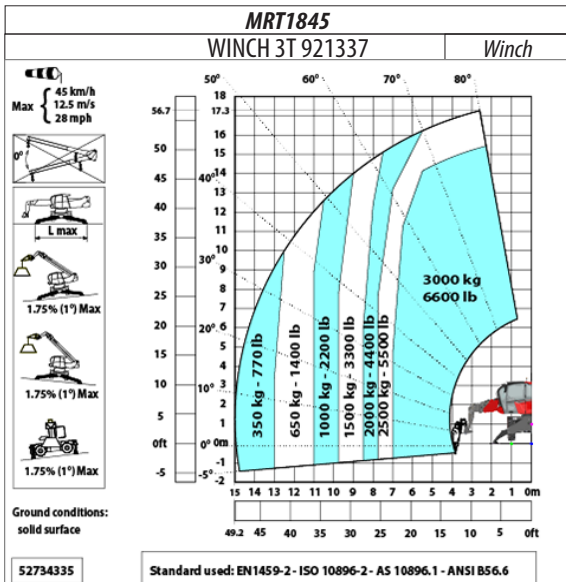 MRT1845
WINCH 3T 921337 Winch
Max
45 km/h
12.5 m/s
28 mph
0°
L max
1.75% (1°) Max
1.75% (1°) Max
1.75% (1°) Max
Ground conditions:
solid surface
52734335
50° 60° 70° 80°
40°
30°
20°
10°
0°
-5°
56.7
50
45
40
35
30
25
20
15
10
5
0ft
-5
18
17.3
16
15
14
13
12
11
10
9
8
7
6
5
4
3
2
1
0m
-1
-2
350 kg - 770 lb
650 kg - 1400 lb
1000 kg - 2200 lb
1500 kg - 3300 lb
2000 kg - 4400 lb
2500 kg - 5500 lb
3000 kg
6600 lb
15 14 13 12 11 10 9 8 7 6 5 4 3 2 1 0m
49.2 45 40 35 30 25 20 15 10 5 0ft
Standard used: EN1459-2 - ISO 10896-2 - AS 10896.1 - ANSI B56.6